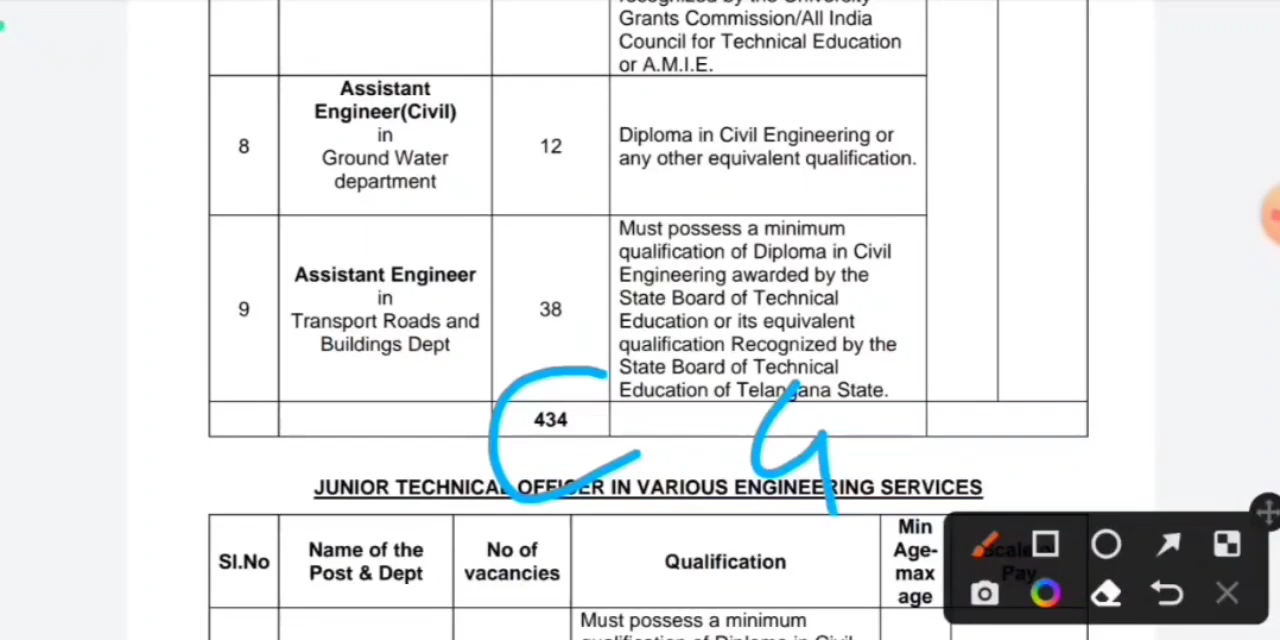 Grants Commission/All India
Council for Technical Education
or A.M.I.E.
8
Assistant
Engineer(Civil)
in
Ground Water
department
12
Diploma in Civil Engineering or
any other equivalent qualification.
9
Assistant Engineer
in
Transport Roads and
Buildings Dept
38
Must possess a minimum
qualification of Diploma in Civil
Engineering awarded by the
State Board of Technical
Education or its equivalent
qualification Recognized by the
State Board of Technical
Education of Telangana State.
434
JUNIOR TECHNICAL OFFICER IN VARIOUS ENGINEERING SERVICES
Sl.No
Name of the
Post & Dept
No of
vacancies
Qualification
Min
Age-
max
age
Scale
Pay
Must possess a minimum